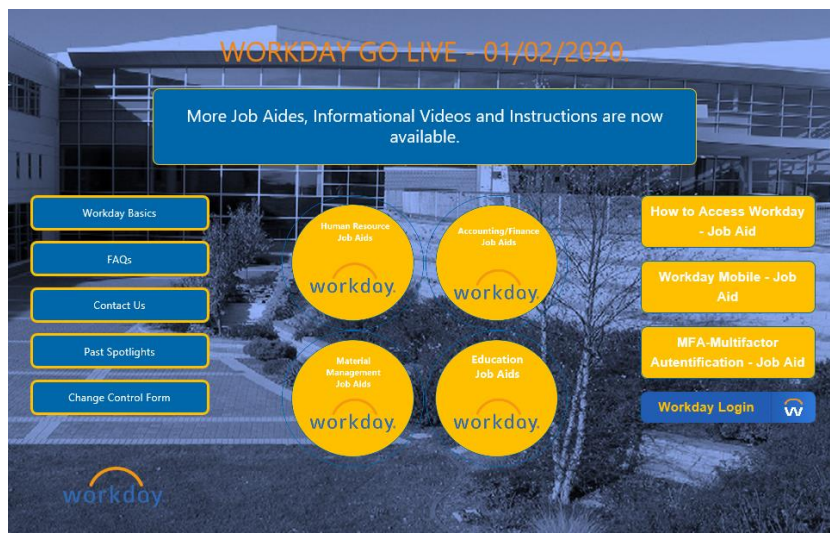 WORKDAY GO LIVE - 01/02/2020
More Job Aides, Informational Videos and Instructions are now
available.
Workday Basics
FAQs
Contact Us
Past Spotlights
Change Control Form
Human Resource
Job Aids
workday.
Accounting/Finance
Job Aids
workday.
Material
Management
Job Aids
workday.
Education
Job Aids
workday.
How to Access Workday
- Job Aid
Workday Mobile - Job
Aid
MFA-Multifactor
Autentification - Job Aid
Workday Login
workday